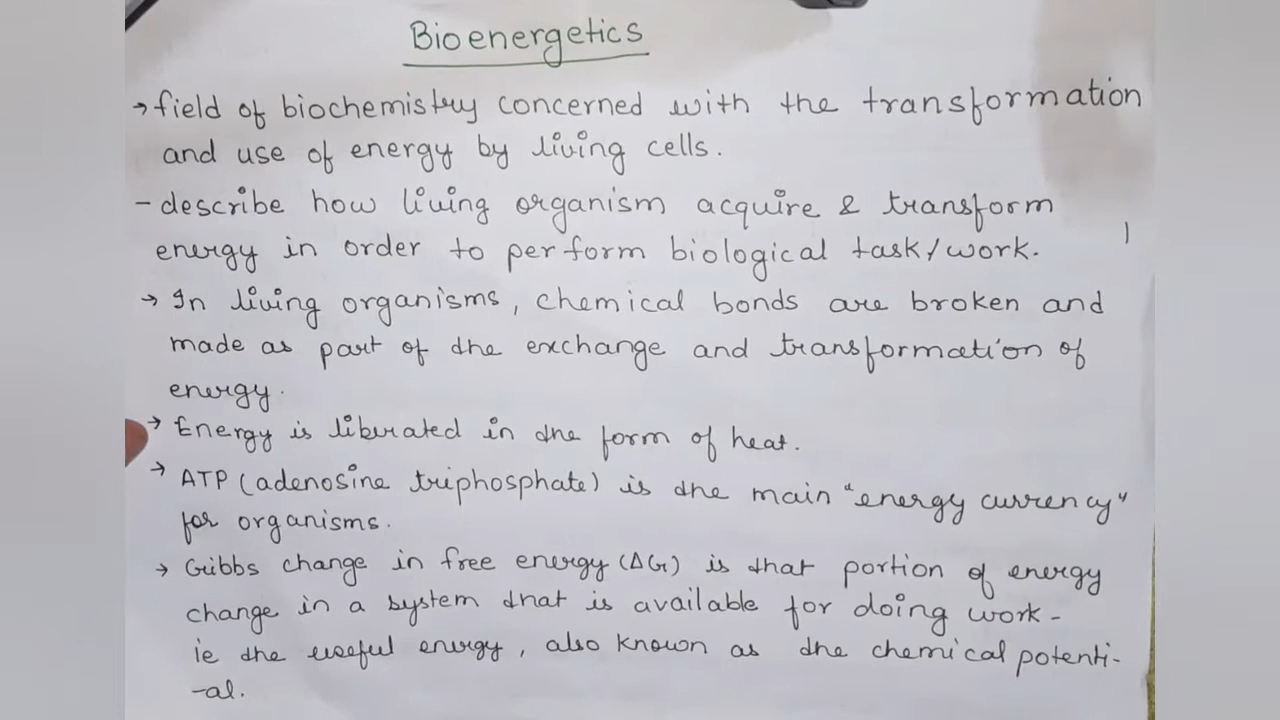 Bioenergetics
→ field of biochemistry concerned with the transformation
and use of energy by living cells.
- describe how living organism acquire & transform
energy in order to perform biological task/work.
→ In living organisms, chemical bonds are broken and
made as part of the exchange and transformation of
energy.
→ Energy is liberated in the form of heat.
→ ATP (adenosine triphosphate) is the main "energy currency"
for organisms.
→ Gibbs change in free energy (ΔG) is that portion of energy
change in a system that is available for doing work -
ie the useful energy, also known as the chemical potenti-
-al.